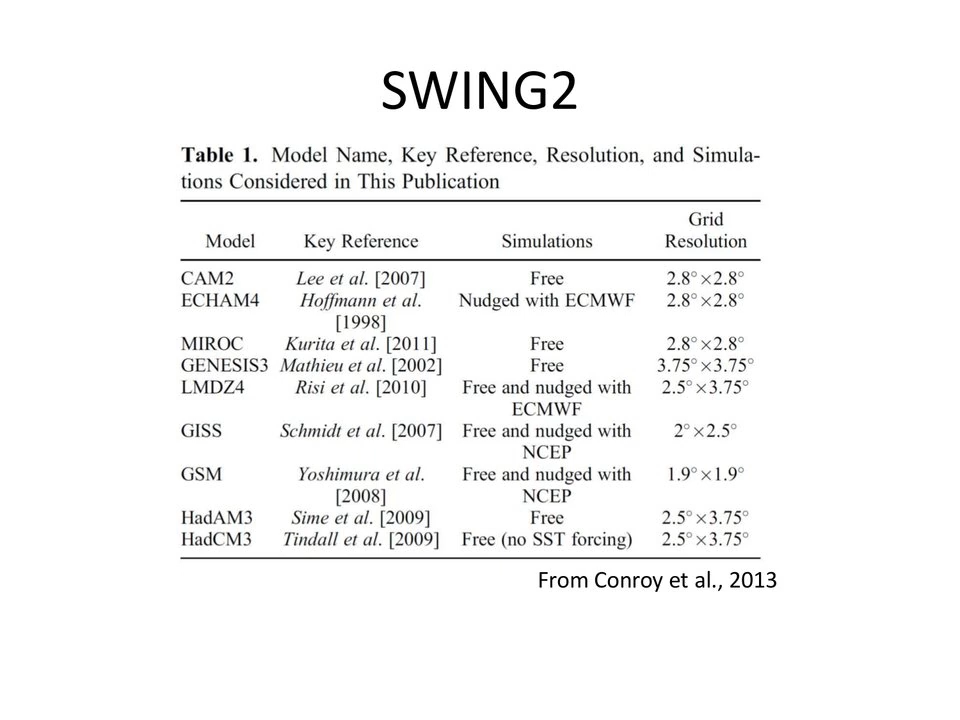 SWING2
Table 1. Model Name, Key Reference, Resolution, and Simula-
tions Considered in This Publication
Model Key Reference Simulations Grid Resolution
CAM2 Lee et al. [2007] Free 2.8°×2.8°
ECHAM4 Hoffmann et al. Nudged with ECMWF 2.8°×2.8°
[1998]
MIROC Kurita et al. [2011] Free 2.8°×2.8°
GENESIS3 Mathieu et al. [2002] Free 3.75°×3.75°
LMDZ4 Risi et al. [2010] Free and nudged with 2.5°×3.75°
ECMWF
GISS Schmidt et al. [2007] Free and nudged with 2°×2.5°
NCEP
GSM Yoshimura et al. Free and nudged with 1.9°×1.9°
[2008] NCEP
HadAM3 Sime et al. [2009] Free 2.5°×3.75°
HadCM3 Tindall et al. [2009] Free (no SST forcing) 2.5°×3.75°
From Conroy et al., 2013